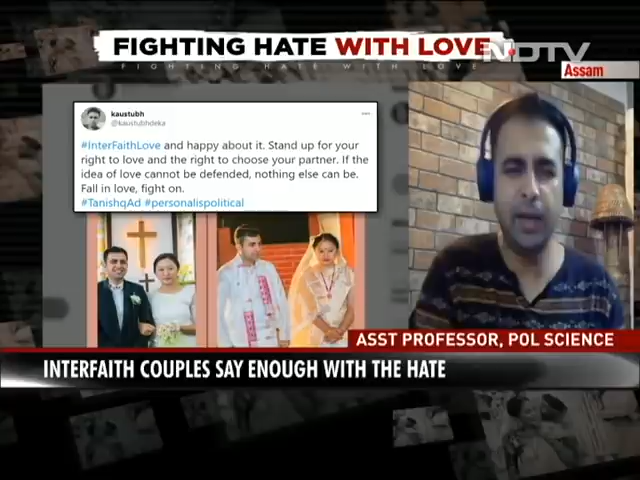 FIGHTING HATE WITH LOVE
NDTV
FIGHTING HATE WITH LOVE
Assam
kaustubh
@kaustubhdeka
#InterFaithLove and happy about it. Stand up for your
right to love and the right to choose your partner. If the
idea of love cannot be defended, nothing else can be.
Fall in love, fight on.
#TanishqAd #personalispolitical
ASST PROFESSOR, POL SCIENCE
INTERFAITH COUPLES SAY ENOUGH WITH THE HATE